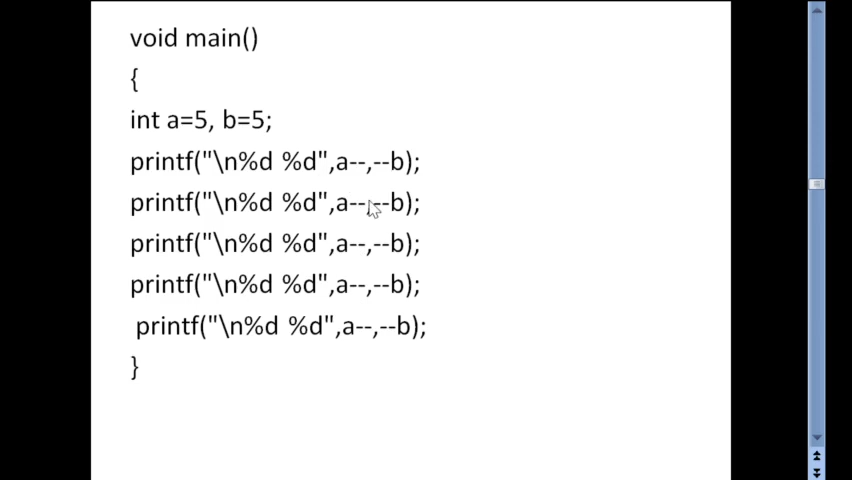 void main()
{
int a=5, b=5;
printf("\n%d %d",a--,--b);
printf("\n%d %d",a--,--b);
printf("\n%d %d",a--,--b);
printf("\n%d %d",a--,--b);
printf("\n%d %d",a--,--b);
}